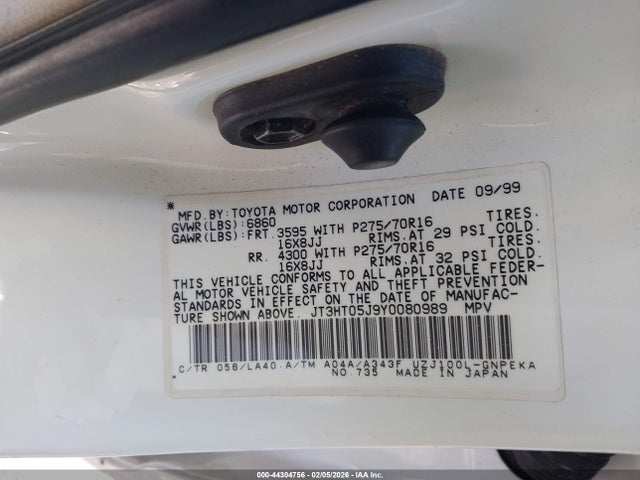 * MFD. BY: TOYOTA MOTOR CORPORATION DATE 09/99
GVWR(LBS): 6860
GAWR(LBS): FRT. 3595 WITH P275/70R16 TIRES.
16X8JJ RIMS. AT 29 PSI COLD.
RR. 4300 WITH P275/70R16 TIRES.
16X8JJ RIMS. AT 32 PSI COLD.
THIS VEHICLE CONFORMS TO ALL APPLICABLE FEDER-
AL MOTOR VEHICLE SAFETY AND THEFT PREVENTION
STANDARDS IN EFFECT ON THE DATE OF MANUFAC-
TURE SHOWN ABOVE. JT3HT05J9Y0080989 MPV
C/TR 056/LA40 A/TM A04A/A343F UZJ100L-GNPEKA
NO. 735 MADE IN JAPAN *
000-44304756 - 02/05/2026 - IAA Inc.